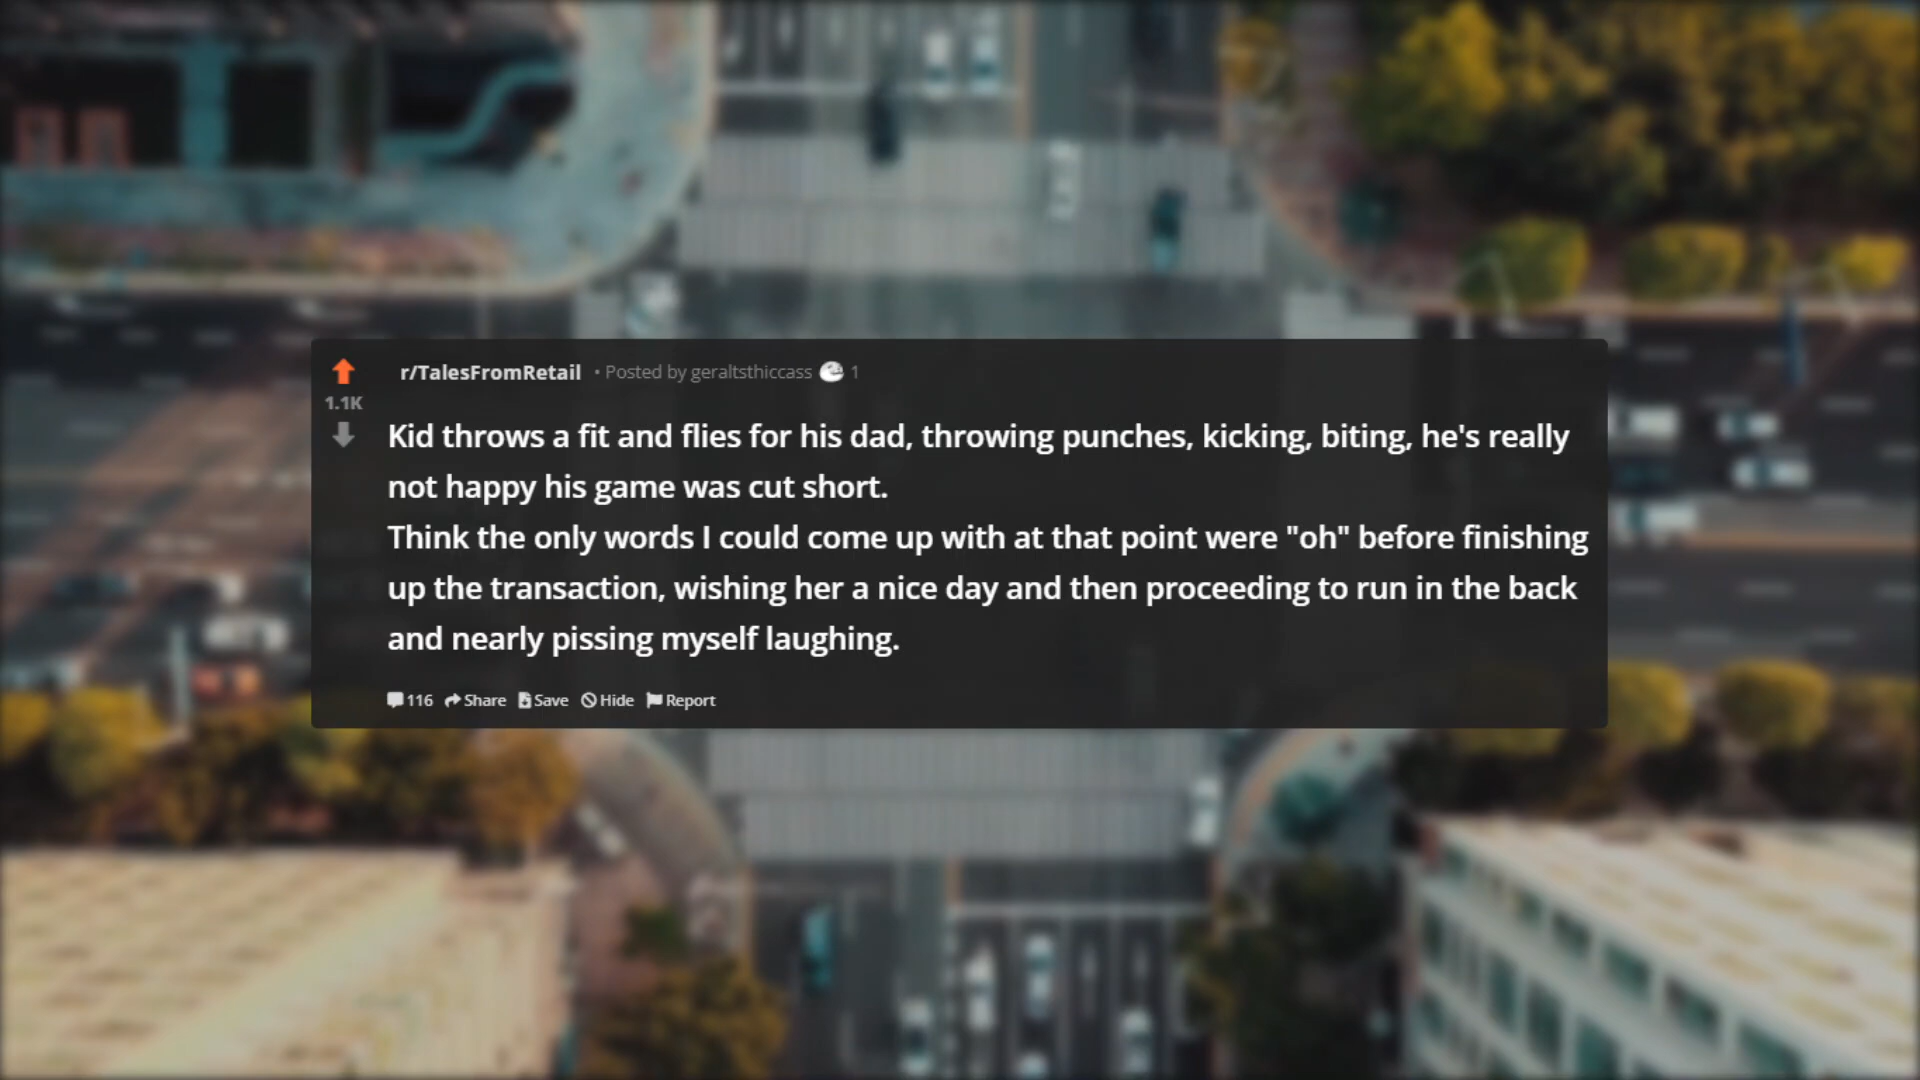 r/TalesFromRetail • Posted by geraltsthiccass 1
1.1K
Kid throws a fit and flies for his dad, throwing punches, kicking, biting, he's really
not happy his game was cut short.
Think the only words I could come up with at that point were "oh" before finishing
up the transaction, wishing her a nice day and then proceeding to run in the back
and nearly pissing myself laughing.
116 Share Save Hide Report